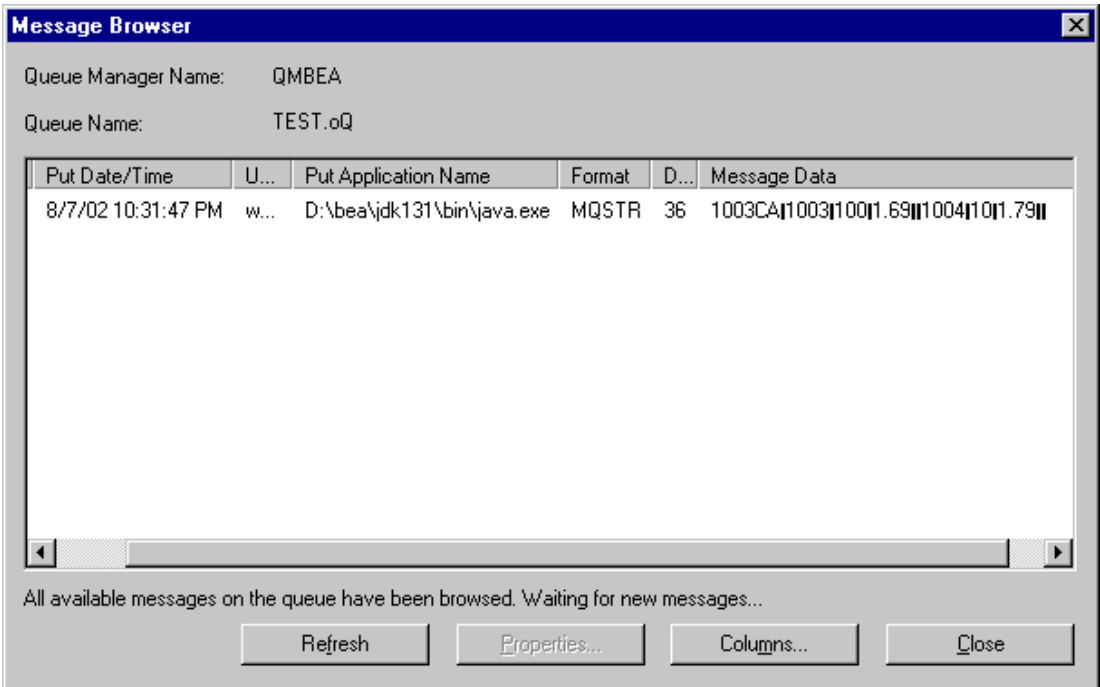 Message Browser
Queue Manager Name: QMBEA
Queue Name: TEST.oQ
Put Date/Time U... Put Application Name Format D... Message Data
8/7/02 10:31:47 PM w... D:\bea\jdk131\bin\java.exe MQSTR 36 1003CA|1003|100|1.69||1004|10|1.79||
All available messages on the queue have been browsed. Waiting for new messages...
Refresh Properties... Columns... Close